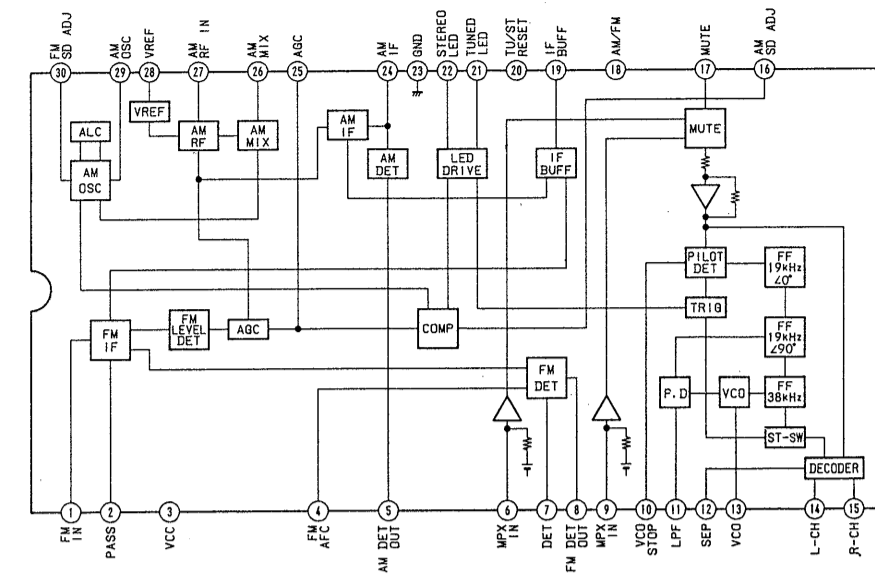 FM
SD ADJ
AM
OSC
VREF
AM
RF IN
AM
MIX
AGC
AM
IF
GND
STEREO
LED
TUNED
LED
TU/ST
RESET
IF
BUFF
AM/FM
MUTE
AM
SD ADJ
30
29
28
27
26
25
24
23
22
21
20
19
18
17
16
VREF
ALC
AM
RF
AM
MIX
AM
IF
MUTE
AM
OSC
AM
DET
LED
DRIVE
IF
BUFF
PILOT
DET
FF
19kHz
∠0°
TRIG
FM
IF
FM
LEVEL
DET
AGC
COMP
FF
19kHz
∠90°
FM
DET
P.D
VCO
FF
38kHz
ST-SW
DECODER
1
2
3
4
5
6
7
8
9
10
11
12
13
14
15
FM
IN
PASS
VCC
FM
AFC
AM DET
OUT
MPX
IN
DET
FM DET
OUT
MPX
IN
VCO
STOP
LPF
SEP
VCO
L-CH
R-CH